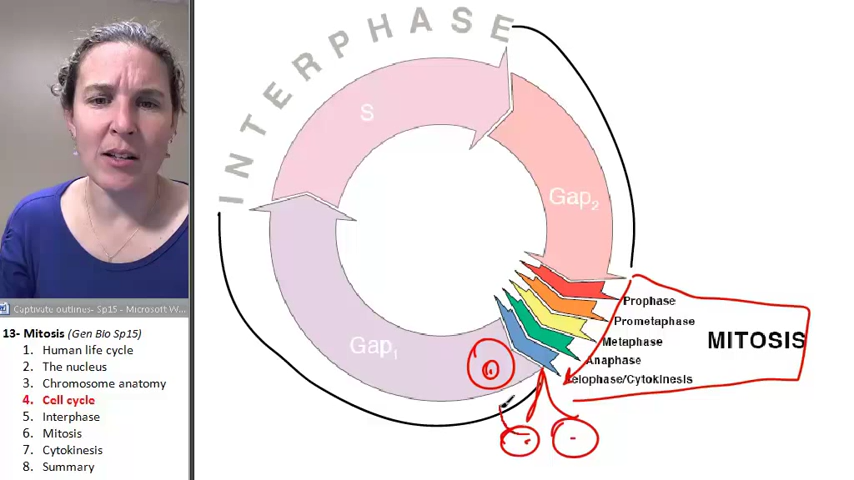 INTERPHASE
S
Gap2
Gap1
Prophase
Prometaphase
Metaphase
Anaphase
Telophase/Cytokinesis
MITOSIS
Captivate outlines- Sp15 - Microsoft W...
13- Mitosis (Gen Bio Sp15)
1. Human life cycle
2. The nucleus
3. Chromosome anatomy
4. Cell cycle
5. Interphase
6. Mitosis
7. Cytokinesis
8. Summary